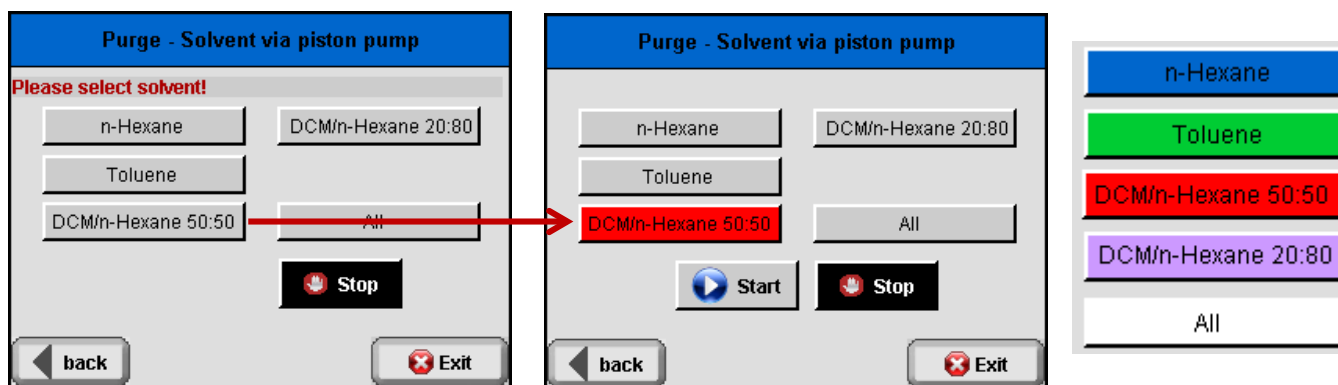 Purge - Solvent via piston pump
Please select solvent!
n-Hexane
DCM/n-Hexane 20:80
Toluene
DCM/n-Hexane 50:50
All
Stop
back
Exit
Purge - Solvent via piston pump
n-Hexane
DCM/n-Hexane 20:80
Toluene
DCM/n-Hexane 50:50
All
Start
Stop
back
Exit
n-Hexane
Toluene
DCM/n-Hexane 50:50
DCM/n-Hexane 20:80
All